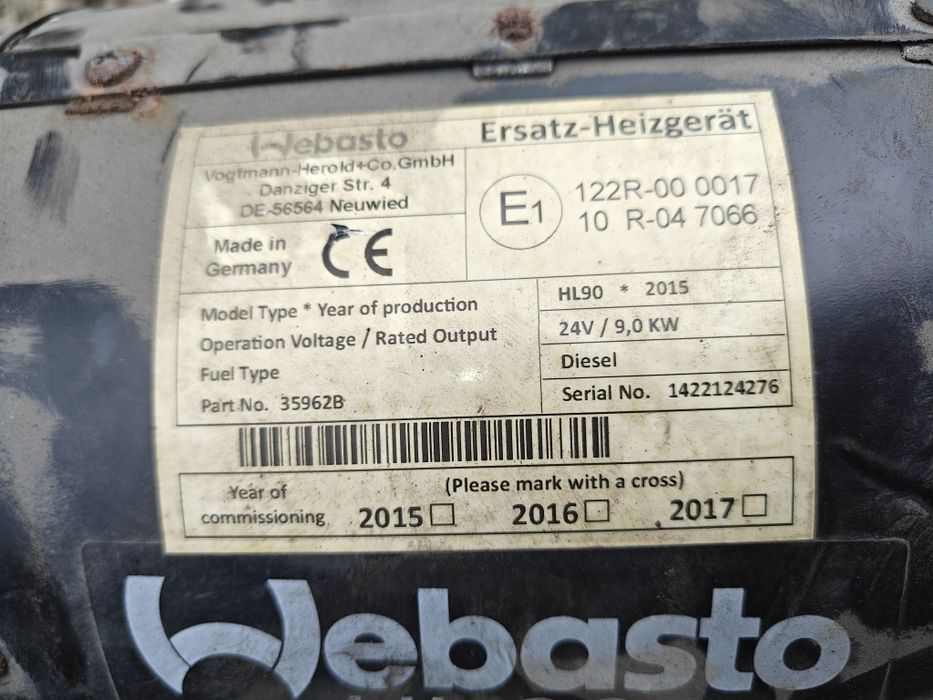 Webasto
Vogtmann-Herold+Co.GmbH
Danziger Str. 4
DE-56564 Neuwied
Made in
Germany
CE
Ersatz-Heizgerät
E1
122R-00 0017
10 R-04 7066
Model Type * Year of production
HL90 * 2015
Operation Voltage / Rated Output
24V / 9,0 KW
Fuel Type
Diesel
Part No. 35962B
Serial No. 1422124276
Year of
commissioning
(Please mark with a cross)
2015 2016 2017
Webasto